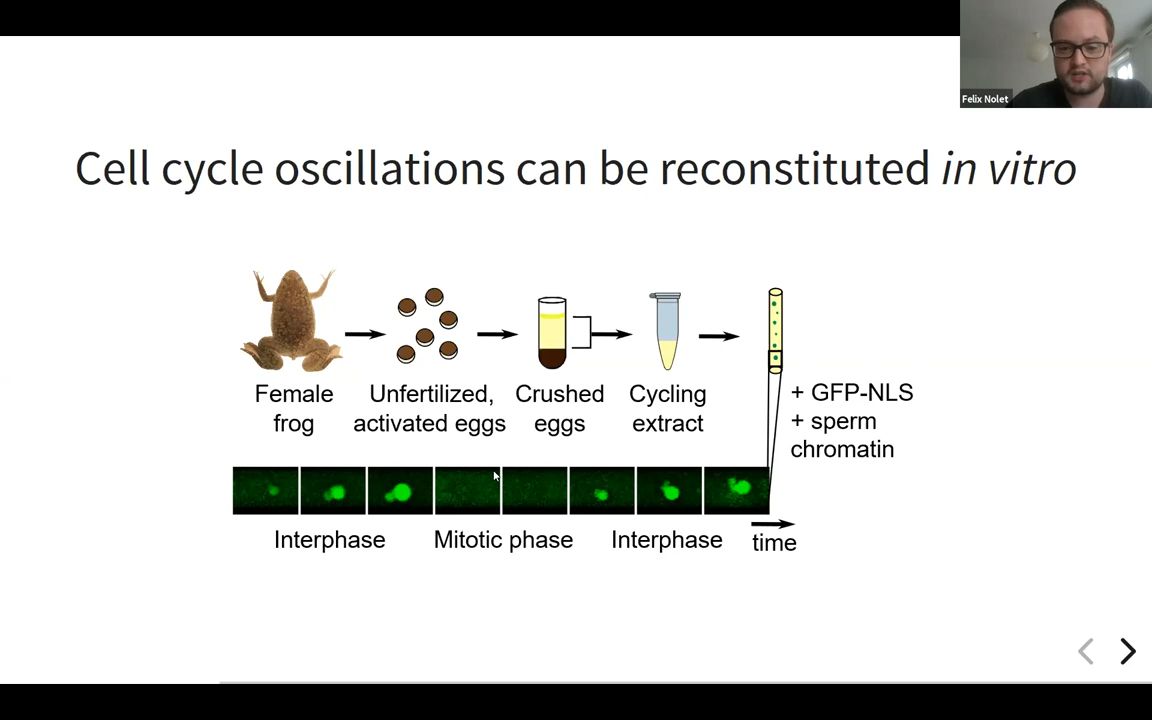 Felix Nolet
Cell cycle oscillations can be reconstituted in vitro
Female
frog
Unfertilized,
activated eggs
Crushed
eggs
Cycling
extract
+ GFP-NLS
+ sperm
chromatin
Interphase
Mitotic phase
Interphase
time